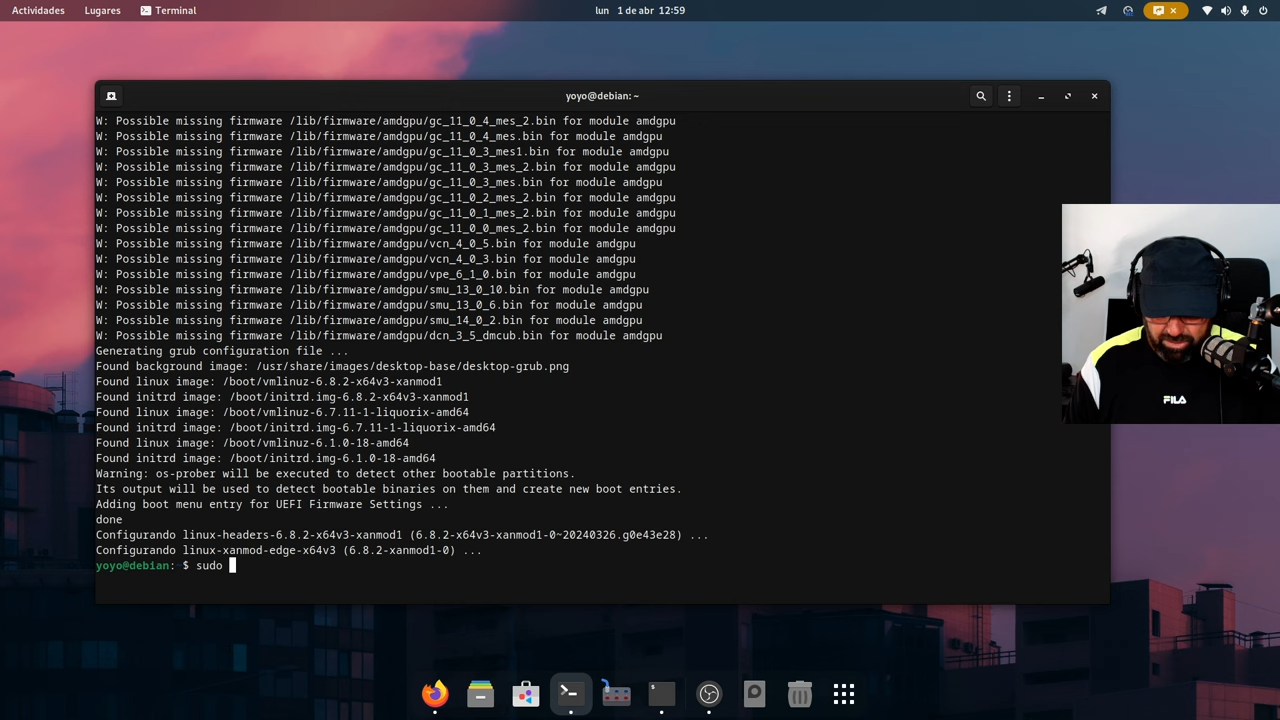 Actividades Lugares Terminal lun 1 de abr 12:59
yoyo@debian: ~
W: Possible missing firmware /lib/firmware/amdgpu/gc_11_0_4_mes_2.bin for module amdgpu
W: Possible missing firmware /lib/firmware/amdgpu/gc_11_0_4_mes.bin for module amdgpu
W: Possible missing firmware /lib/firmware/amdgpu/gc_11_0_3_mes1.bin for module amdgpu
W: Possible missing firmware /lib/firmware/amdgpu/gc_11_0_3_mes_2.bin for module amdgpu
W: Possible missing firmware /lib/firmware/amdgpu/gc_11_0_3_mes.bin for module amdgpu
W: Possible missing firmware /lib/firmware/amdgpu/gc_11_0_2_mes_2.bin for module amdgpu
W: Possible missing firmware /lib/firmware/amdgpu/gc_11_0_1_mes_2.bin for module amdgpu
W: Possible missing firmware /lib/firmware/amdgpu/gc_11_0_0_mes_2.bin for module amdgpu
W: Possible missing firmware /lib/firmware/amdgpu/vcn_4_0_5.bin for module amdgpu
W: Possible missing firmware /lib/firmware/amdgpu/vcn_4_0_3.bin for module amdgpu
W: Possible missing firmware /lib/firmware/amdgpu/vpe_6_1_0.bin for module amdgpu
W: Possible missing firmware /lib/firmware/amdgpu/smu_13_0_10.bin for module amdgpu
W: Possible missing firmware /lib/firmware/amdgpu/smu_13_0_6.bin for module amdgpu
W: Possible missing firmware /lib/firmware/amdgpu/smu_14_0_2.bin for module amdgpu
W: Possible missing firmware /lib/firmware/amdgpu/dcn_3_5_dmcub.bin for module amdgpu
Generating grub configuration file ...
Found background image: /usr/share/images/desktop-base/desktop-grub.png
Found linux image: /boot/vmlinuz-6.8.2-x64v3-xanmod1
Found initrd image: /boot/initrd.img-6.8.2-x64v3-xanmod1
Found linux image: /boot/vmlinuz-6.7.11-1-liquorix-amd64
Found initrd image: /boot/initrd.img-6.7.11-1-liquorix-amd64
Found linux image: /boot/vmlinuz-6.1.0-18-amd64
Found initrd image: /boot/initrd.img-6.1.0-18-amd64
Warning: os-prober will be executed to detect other bootable partitions.
Its output will be used to detect bootable binaries on them and create new boot entries.
Adding boot menu entry for UEFI Firmware Settings ...
done
Configurando linux-headers-6.8.2-x64v3-xanmod1 (6.8.2-x64v3-xanmod1-0~20240326.g0e43e28) ...
Configurando linux-xanmod-edge-x64v3 (6.8.2-xanmod1-0) ...
yoyo@debian:~$ sudo
FILA